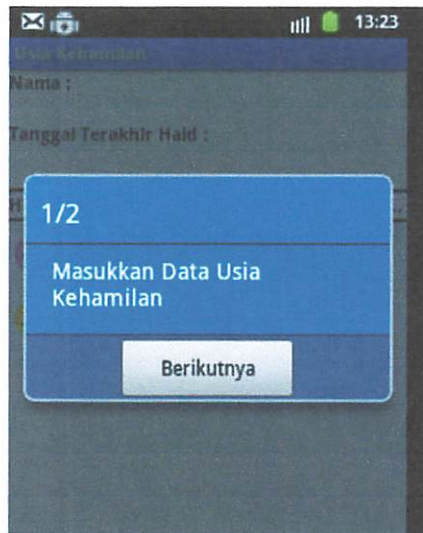 13:23
Usia Kehamilan
Nama :
Tanggal Terakhir Haid :
1/2
Masukkan Data Usia
Kehamilan
Berikutnya